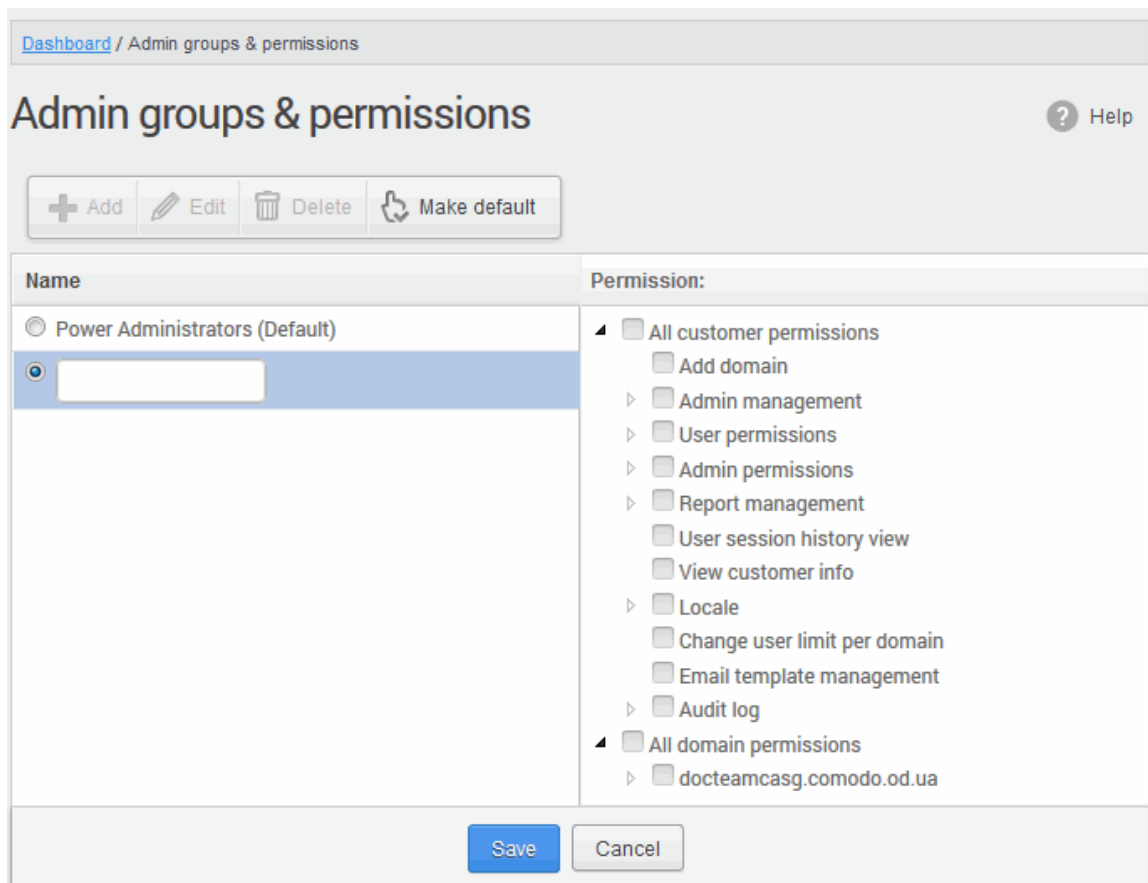 Dashboard / Admin groups & permissions
Admin groups & permissions
Help
Add Edit Delete Make default
Name Permission:
Power Administrators (Default)
All customer permissions
Add domain
Admin management
User permissions
Admin permissions
Report management
User session history view
View customer info
Locale
Change user limit per domain
Email template management
Audit log
All domain permissions
docteamcasg.comodo.od.ua
Save Cancel